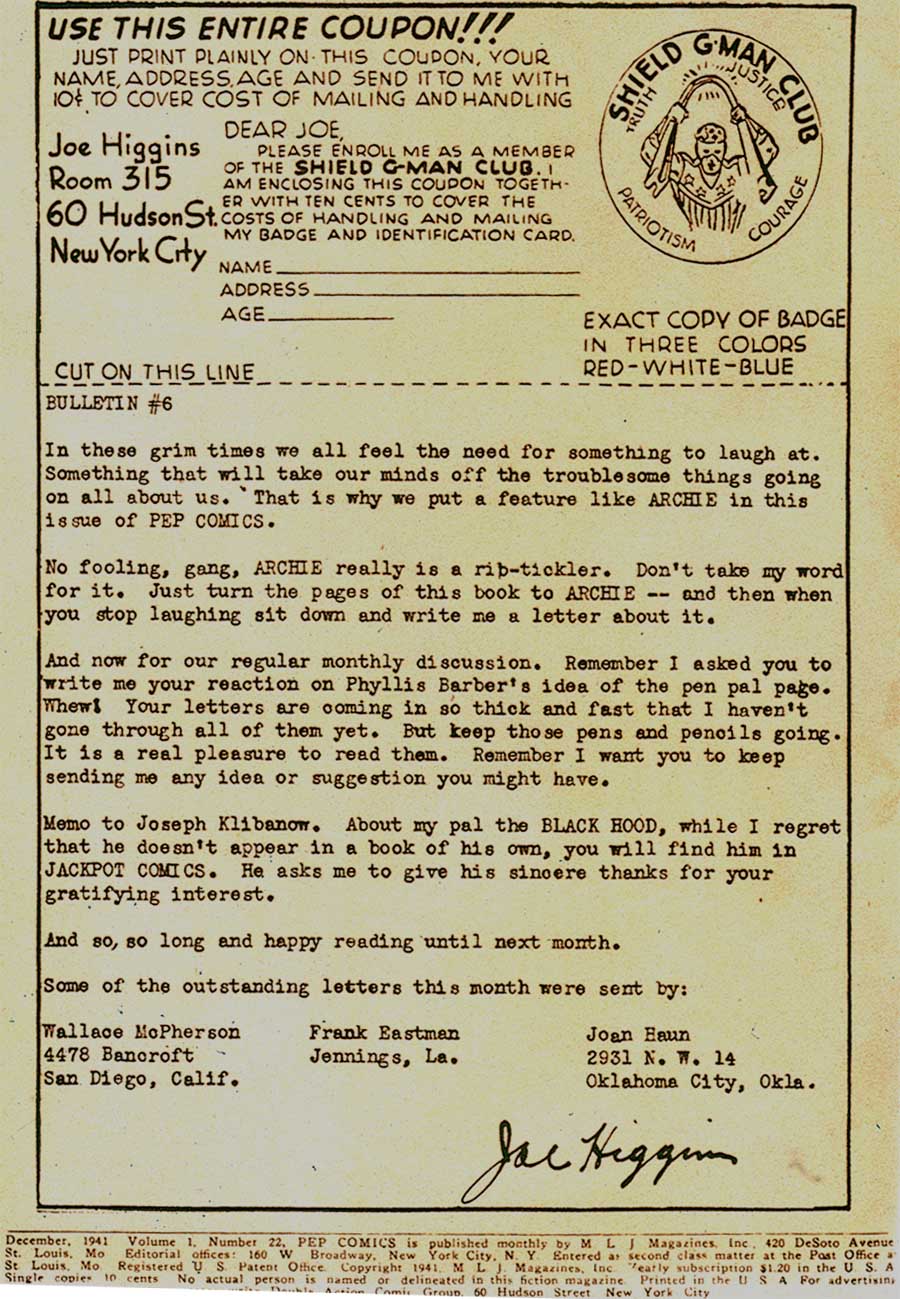 USE THIS ENTIRE COUPON!!!
JUST PRINT PLAINLY ON THIS COUPON, YOUR
NAME, ADDRESS, AGE AND SEND IT TO ME WITH
10¢ TO COVER COST OF MAILING AND HANDLING
Joe Higgins
Room 315
60 Hudson St.
New York City
DEAR JOE,
PLEASE ENROLL ME AS A MEMBER
OF THE SHIELD G-MAN CLUB. I
AM ENCLOSING THIS COUPON TOGETH-
ER WITH TEN CENTS TO COVER THE
COSTS OF HANDLING AND MAILING
MY BADGE AND IDENTIFICATION CARD.
NAME
ADDRESS
AGE
SHIELD G-MAN CLUB
TRUTH
JUSTICE
PATRIOTISM
COURAGE
EXACT COPY OF BADGE
IN THREE COLORS
RED-WHITE-BLUE
CUT ON THIS LINE
BULLETIN #6
In these grim times we all feel the need for something to laugh at.
Something that will take our minds off the troublesome things going
on all about us. That is why we put a feature like ARCHIE in this
issue of PEP COMICS.
No fooling, gang, ARCHIE really is a rib-tickler. Don't take my word
for it. Just turn the pages of this book to ARCHIE -- and then when
you stop laughing sit down and write me a letter about it.
And now for our regular monthly discussion. Remember I asked you to
write me your reaction on Phyllis Barber's idea of the pen pal page.
Whew! Your letters are coming in so thick and fast that I haven't
gone through all of them yet. But keep those pens and pencils going.
It is a real pleasure to read them. Remember I want you to keep
sending me any idea or suggestion you might have.
Memo to Joseph Klibanow. About my pal the BLACK HOOD, while I regret
that he doesn't appear in a book of his own, you will find him in
JACKPOT COMICS. He asks me to give his sincere thanks for your
gratifying interest.
And so, so long and happy reading until next month.
Some of the outstanding letters this month were sent by:
Wallace McPherson
4478 Bancroft
San Diego, Calif.
Frank Eastman
Jennings, La.
Joan Haun
2931 N. W. 14
Oklahoma City, Okla.
Joe Higgins
December, 1941 Volume 1, Number 22, PEP COMICS is published monthly by M L J Magazines, Inc., 420 DeSoto Avenue
St. Louis, Mo Editorial offices: 160 W Broadway, New York City, N. Y. Entered as second class matter at the Post Office a
St Louis, Mo Registered U S Patent Office. Copyright 1941, M. L. J. Magazines, Inc Yearly subscription $1.20 in the U. S. A
Single copies 10 cents No actual person is named or delineated in this fiction magazine Printed in the U S A For advertising
Double Action Comic Group, 60 Hudson Street New York City